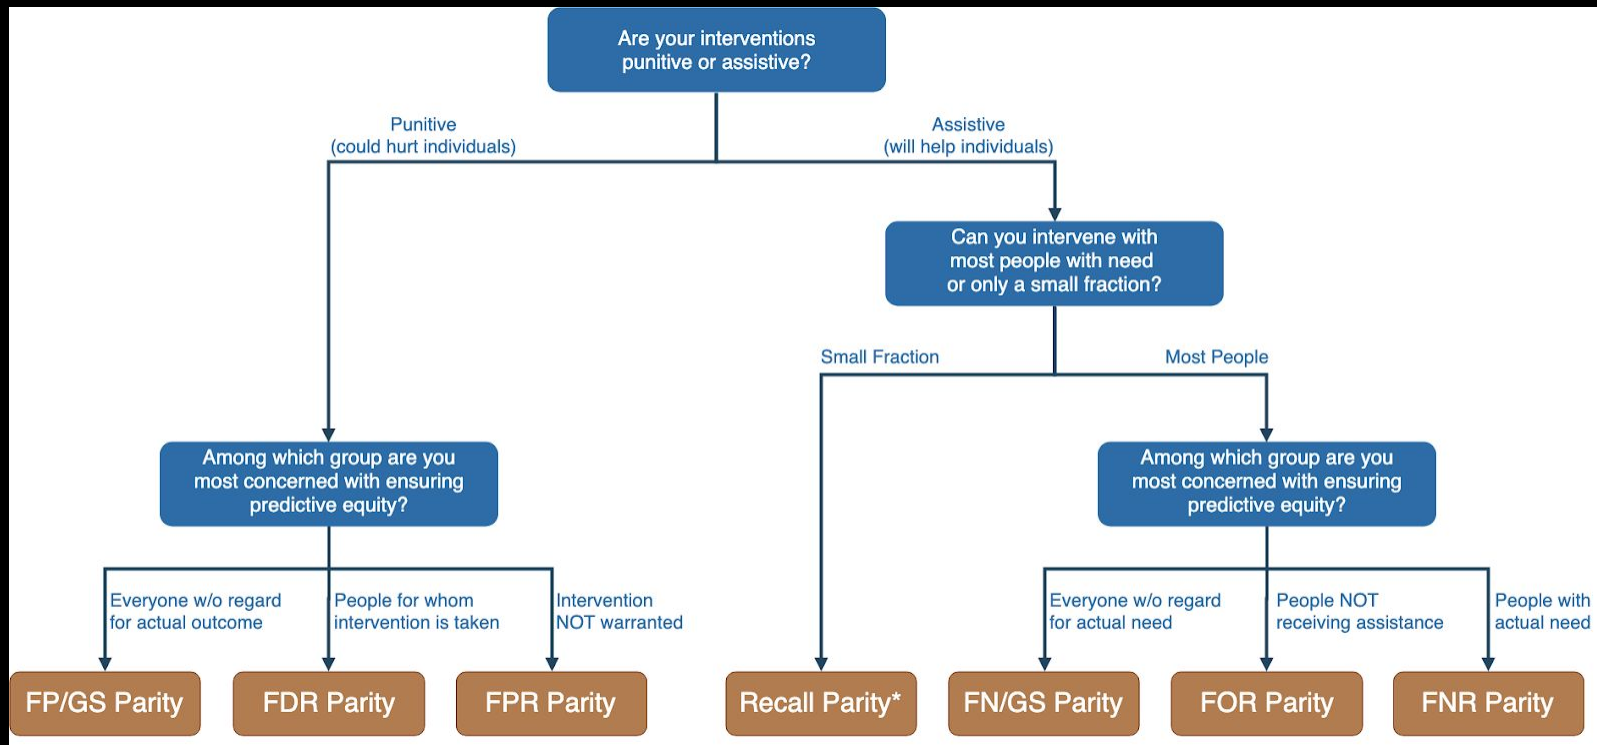 Are your interventions
punitive or assistive?
Punitive
(could hurt individuals)
Assistive
(will help individuals)
Can you intervene with
most people with need
or only a small fraction?
Small Fraction
Most People
Among which group are you
most concerned with ensuring
predictive equity?
Among which group are you
most concerned with ensuring
predictive equity?
Everyone w/o regard
for actual outcome
People for whom
intervention is taken
Intervention
NOT warranted
Everyone w/o regard
for actual need
People NOT
receiving assistance
People with
actual need
FP/GS Parity
FDR Parity
FPR Parity
Recall Parity*
FN/GS Parity
FOR Parity
FNR Parity